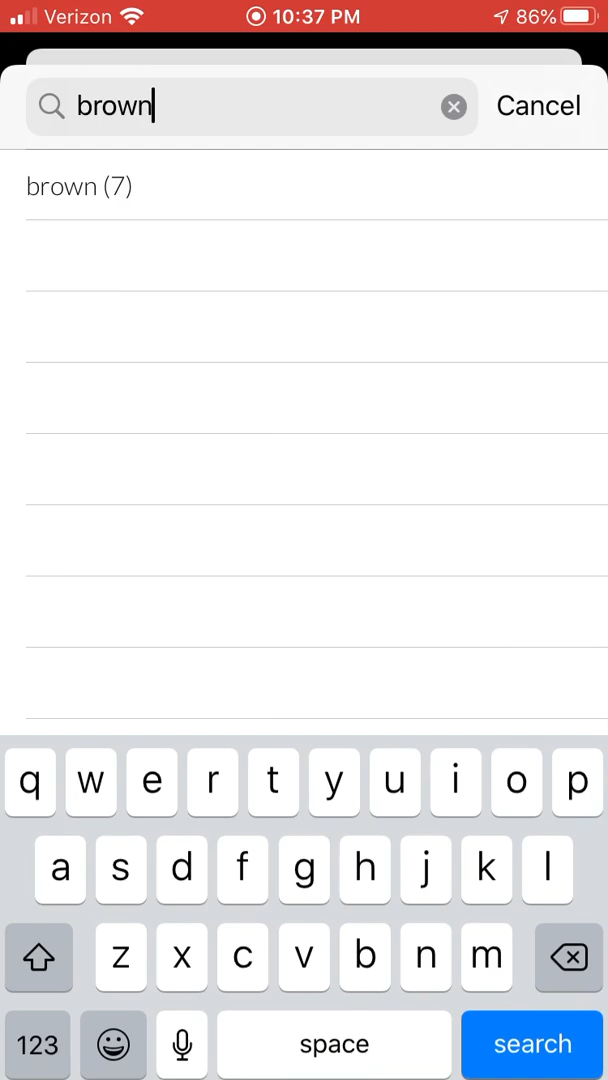 Verizon 10:37 PM 86%
brown Cancel
brown (7)
q w e r t y u i o p
a s d f g h j k l
z x c v b n m
123 space search